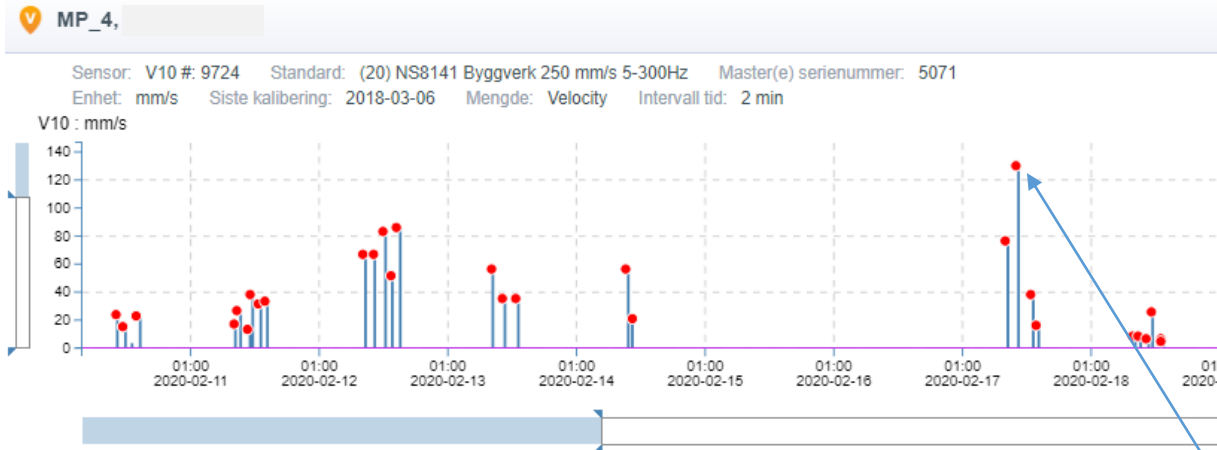 V MP_4,
Sensor: V10 #: 9724 Standard: (20) NS8141 Byggverk 250 mm/s 5-300Hz Master(e) serienummer: 5071
Enhet: mm/s Siste kalibering: 2018-03-06 Mengde: Velocity Intervall tid: 2 min
V10 : mm/s
140
120
100
80
60
40
20
0
01:00 01:00 01:00 01:00 01:00 01:00 01:00 01:00 01
2020-02-11 2020-02-12 2020-02-13 2020-02-14 2020-02-15 2020-02-16 2020-02-17 2020-02-18 2020-